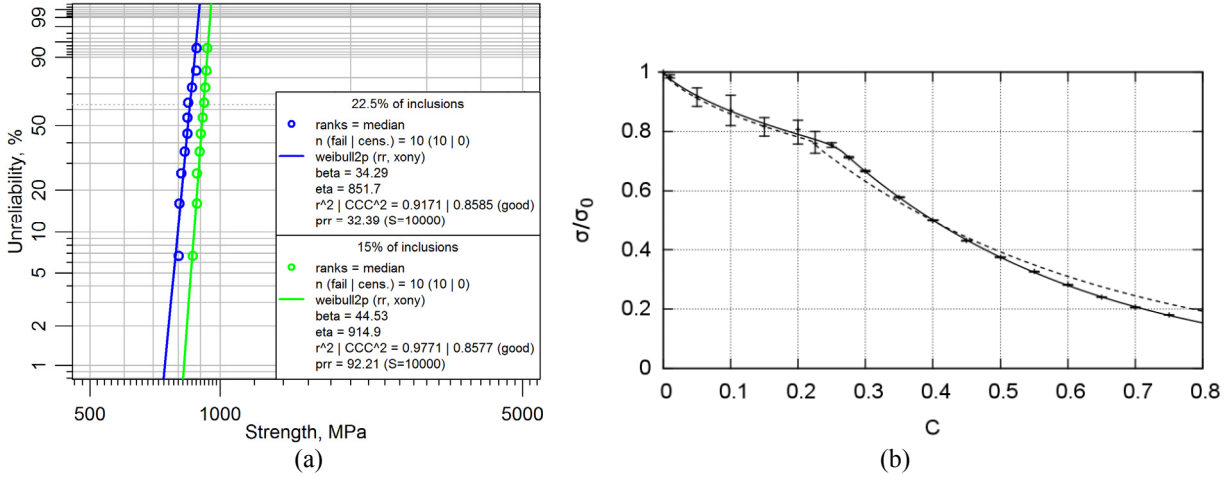 99
90
50
20
10
5
2
1
Unreliability, %
22.5% of inclusions
ranks = median
n (fail | cens.) = 10 (10 | 0)
weibull2p (rr, xony)
beta = 34.29
eta = 851.7
r^2 | CCC^2 = 0.9171 | 0.8585 (good)
prr = 32.39 (S=10000)
15% of inclusions
ranks = median
n (fail | cens.) = 10 (10 | 0)
weibull2p (rr, xony)
beta = 44.53
eta = 914.9
r^2 | CCC^2 = 0.9771 | 0.8577 (good)
prr = 92.21 (S=10000)
500 1000 5000
Strength, MPa
(a)
1
0.8
0.6
0.4
0.2
0
σ/σ0
0 0.1 0.2 0.3 0.4 0.5 0.6 0.7 0.8
C
(b)